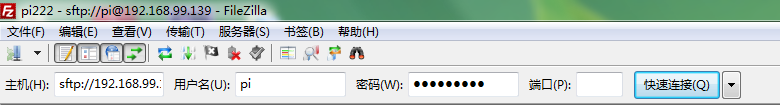 pi222 - sftp://pi@192.168.99.139 - FileZilla
文件(F) 编辑(E) 查看(V) 传输(T) 服务器(S) 书签(B) 帮助(H)
主机(H): sftp://192.168.99.1 用户名(U): pi 密码(W): ●●●●●●●●● 端口(P): 快速连接(Q)